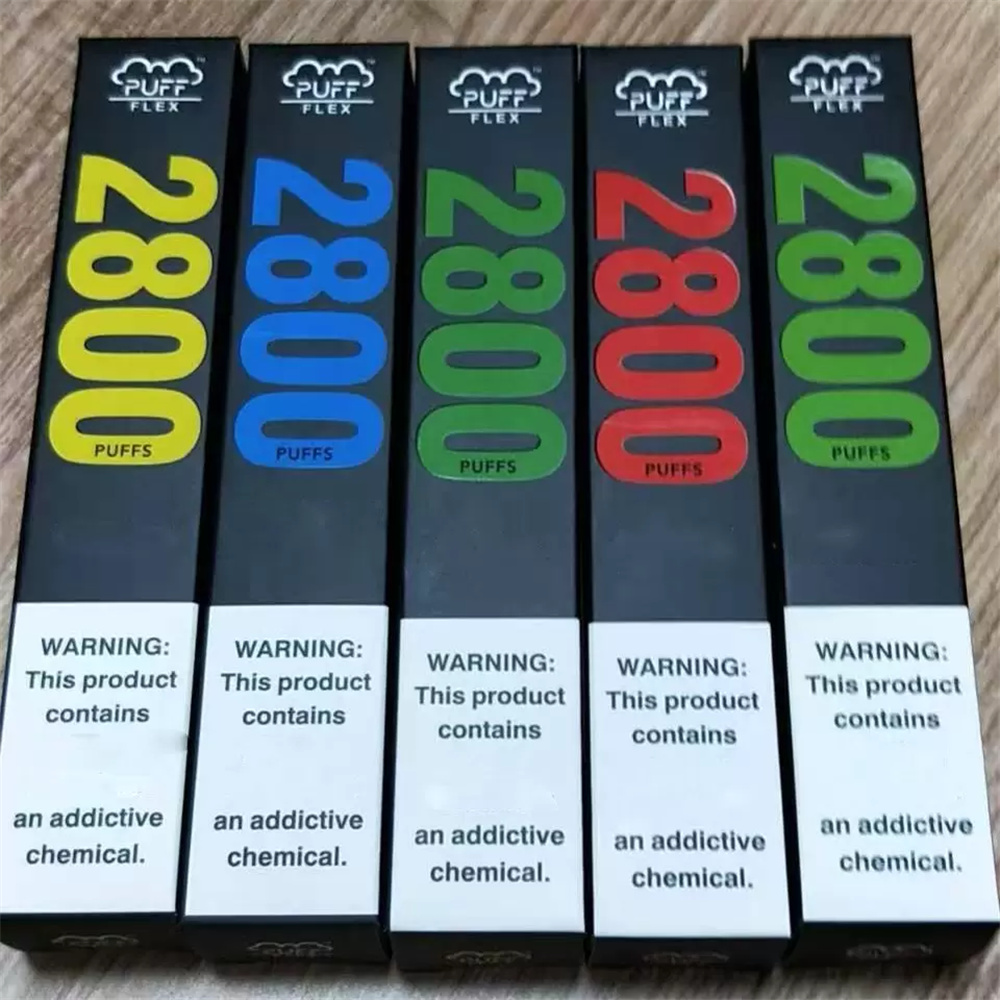 PUFF
FLEX
2800
PUFFS
WARNING:
This product
contains
an addictive
chemical.
PUFF
FLEX
2800
PUFFS
WARNING:
This product
contains
an addictive
chemical.
PUFF
FLEX
2800
PUFFS
WARNING:
This product
contains
an addictive
chemical.
PUFF
FLEX
2800
PUFFS
WARNING:
This product
contains
an addictive
chemical.
PUFF
FLEX
2800
PUFFS
WARNING:
This product
contains
an addictive
chemical.